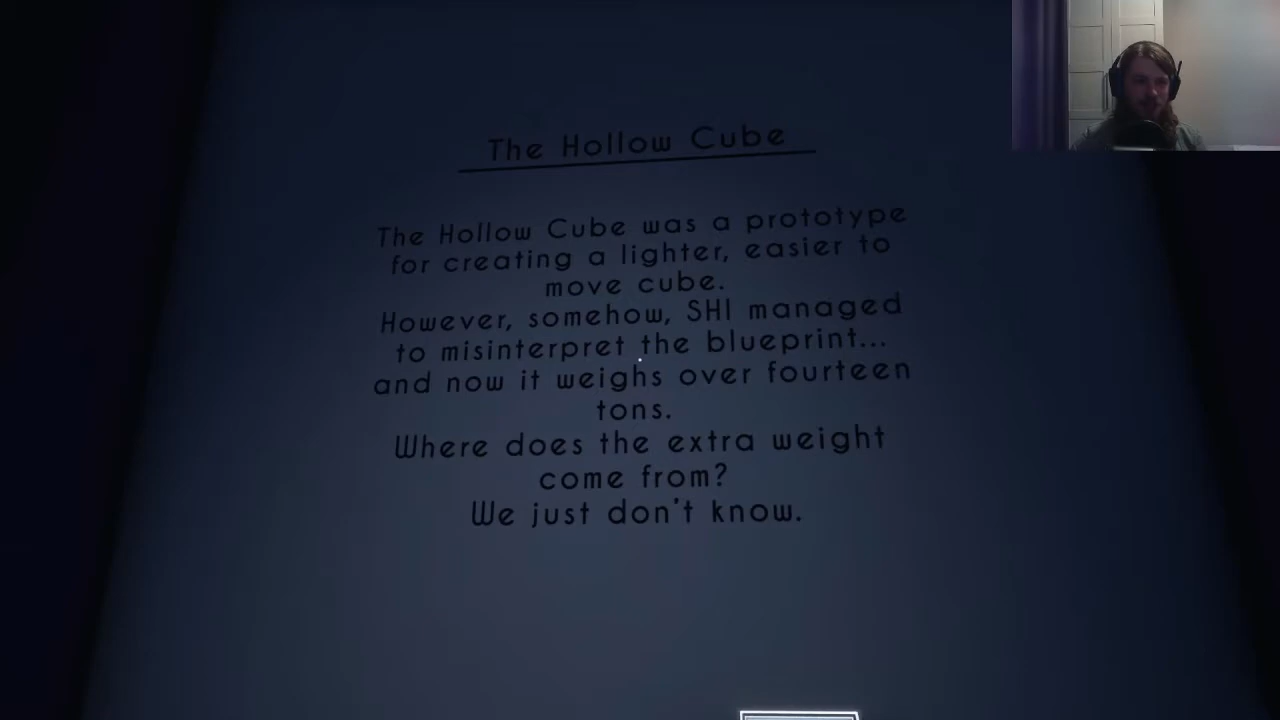 The Hollow Cube
The Hollow Cube was a prototype
for creating a lighter, easier to
move cube.
However, somehow, SHI managed
to misinterpret the blueprint...
and now it weighs over fourteen
tons.
Where does the extra weight
come from?
We just don't know.